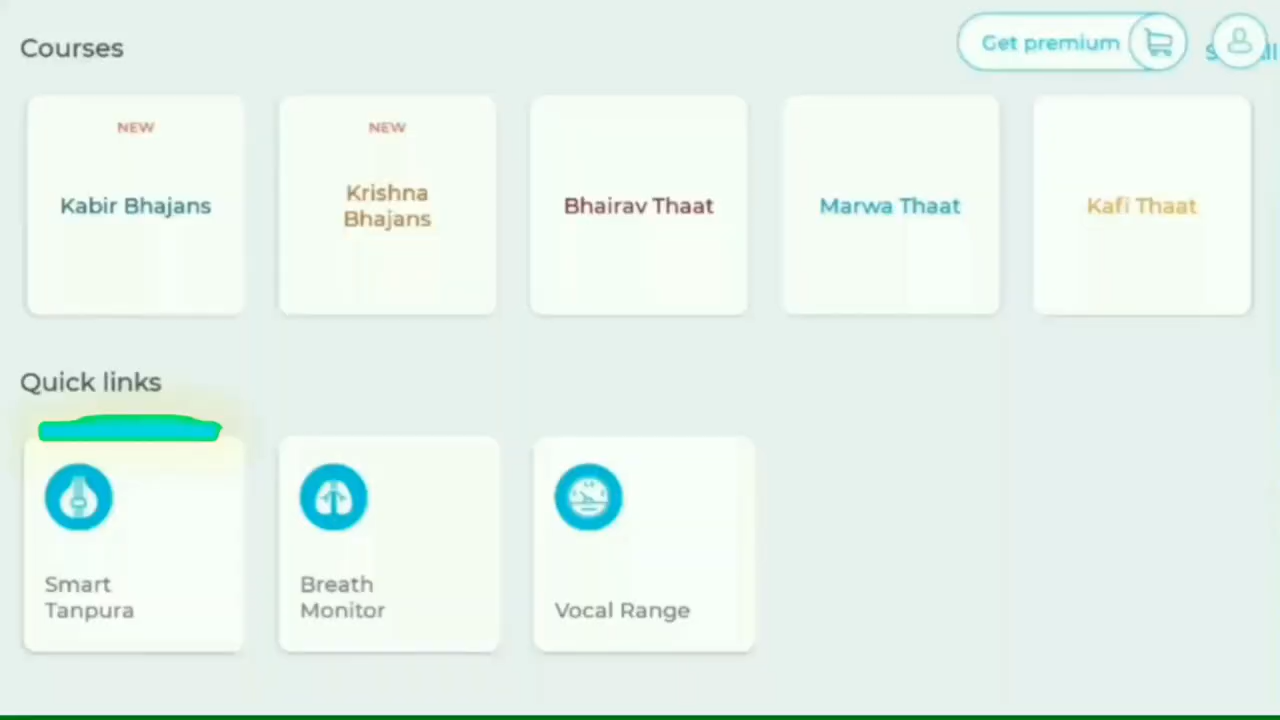 Courses
Get premium
NEW
Kabir Bhajans
NEW
Krishna
Bhajans
Bhairav Thaat
Marwa Thaat
Kafi Thaat
Quick links
Smart
Tanpura
Breath
Monitor
Vocal Range